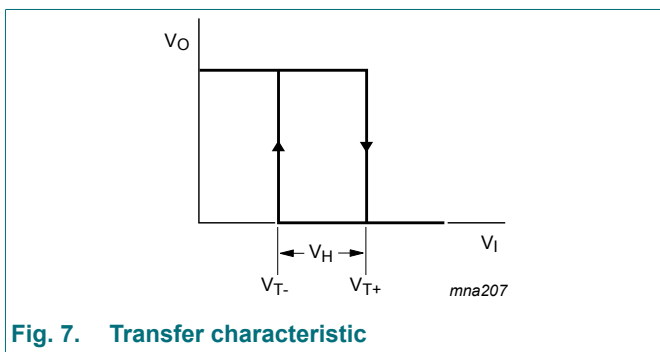 VO
VI
VH
VT- VT+
mna207
Fig. 7. Transfer characteristic